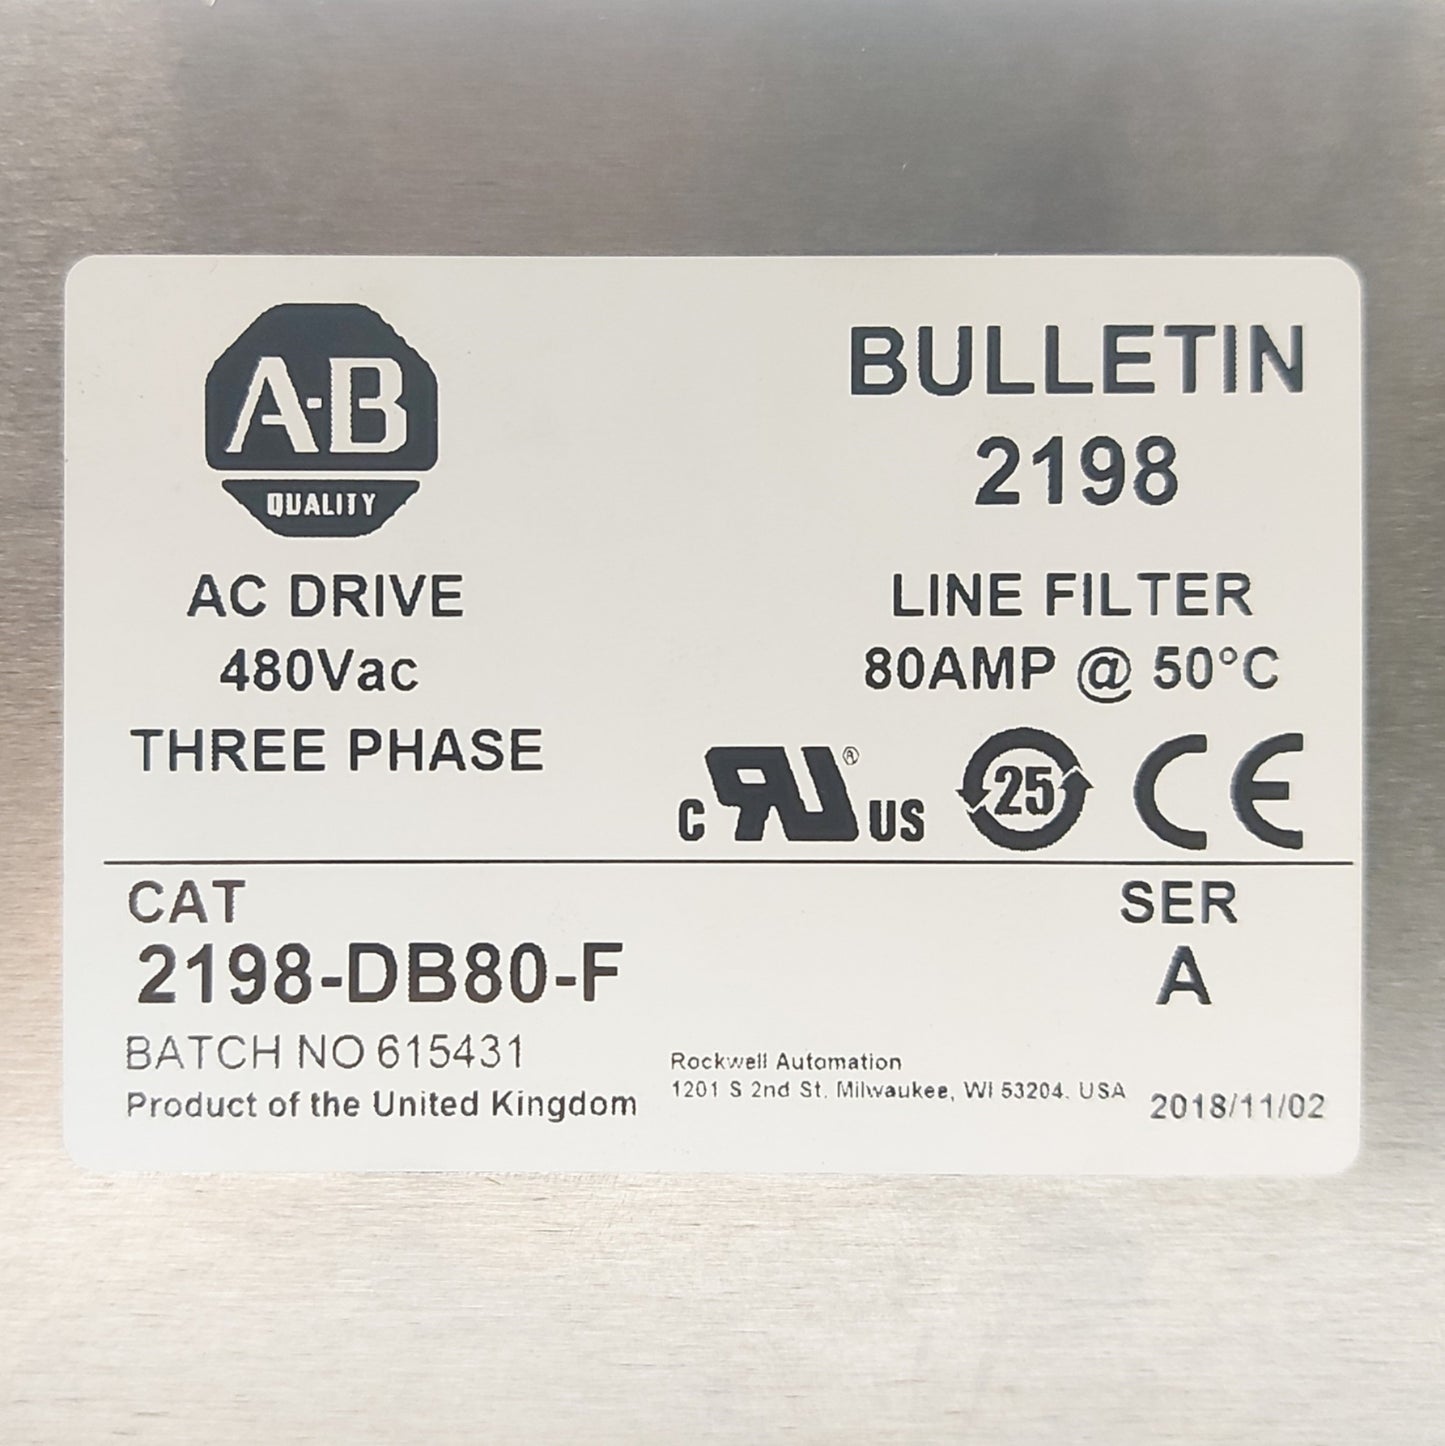 A-B
QUALITY
BULLETIN
2198
AC DRIVE
480Vac
THREE PHASE
LINE FILTER
80AMP @ 50°C
c RU ® US 25 CE
CAT
2198-DB80-F
SER
A
BATCH NO 615431
Product of the United Kingdom
Rockwell Automation
1201 S 2nd St. Milwaukee, WI 53204. USA
2018/11/02